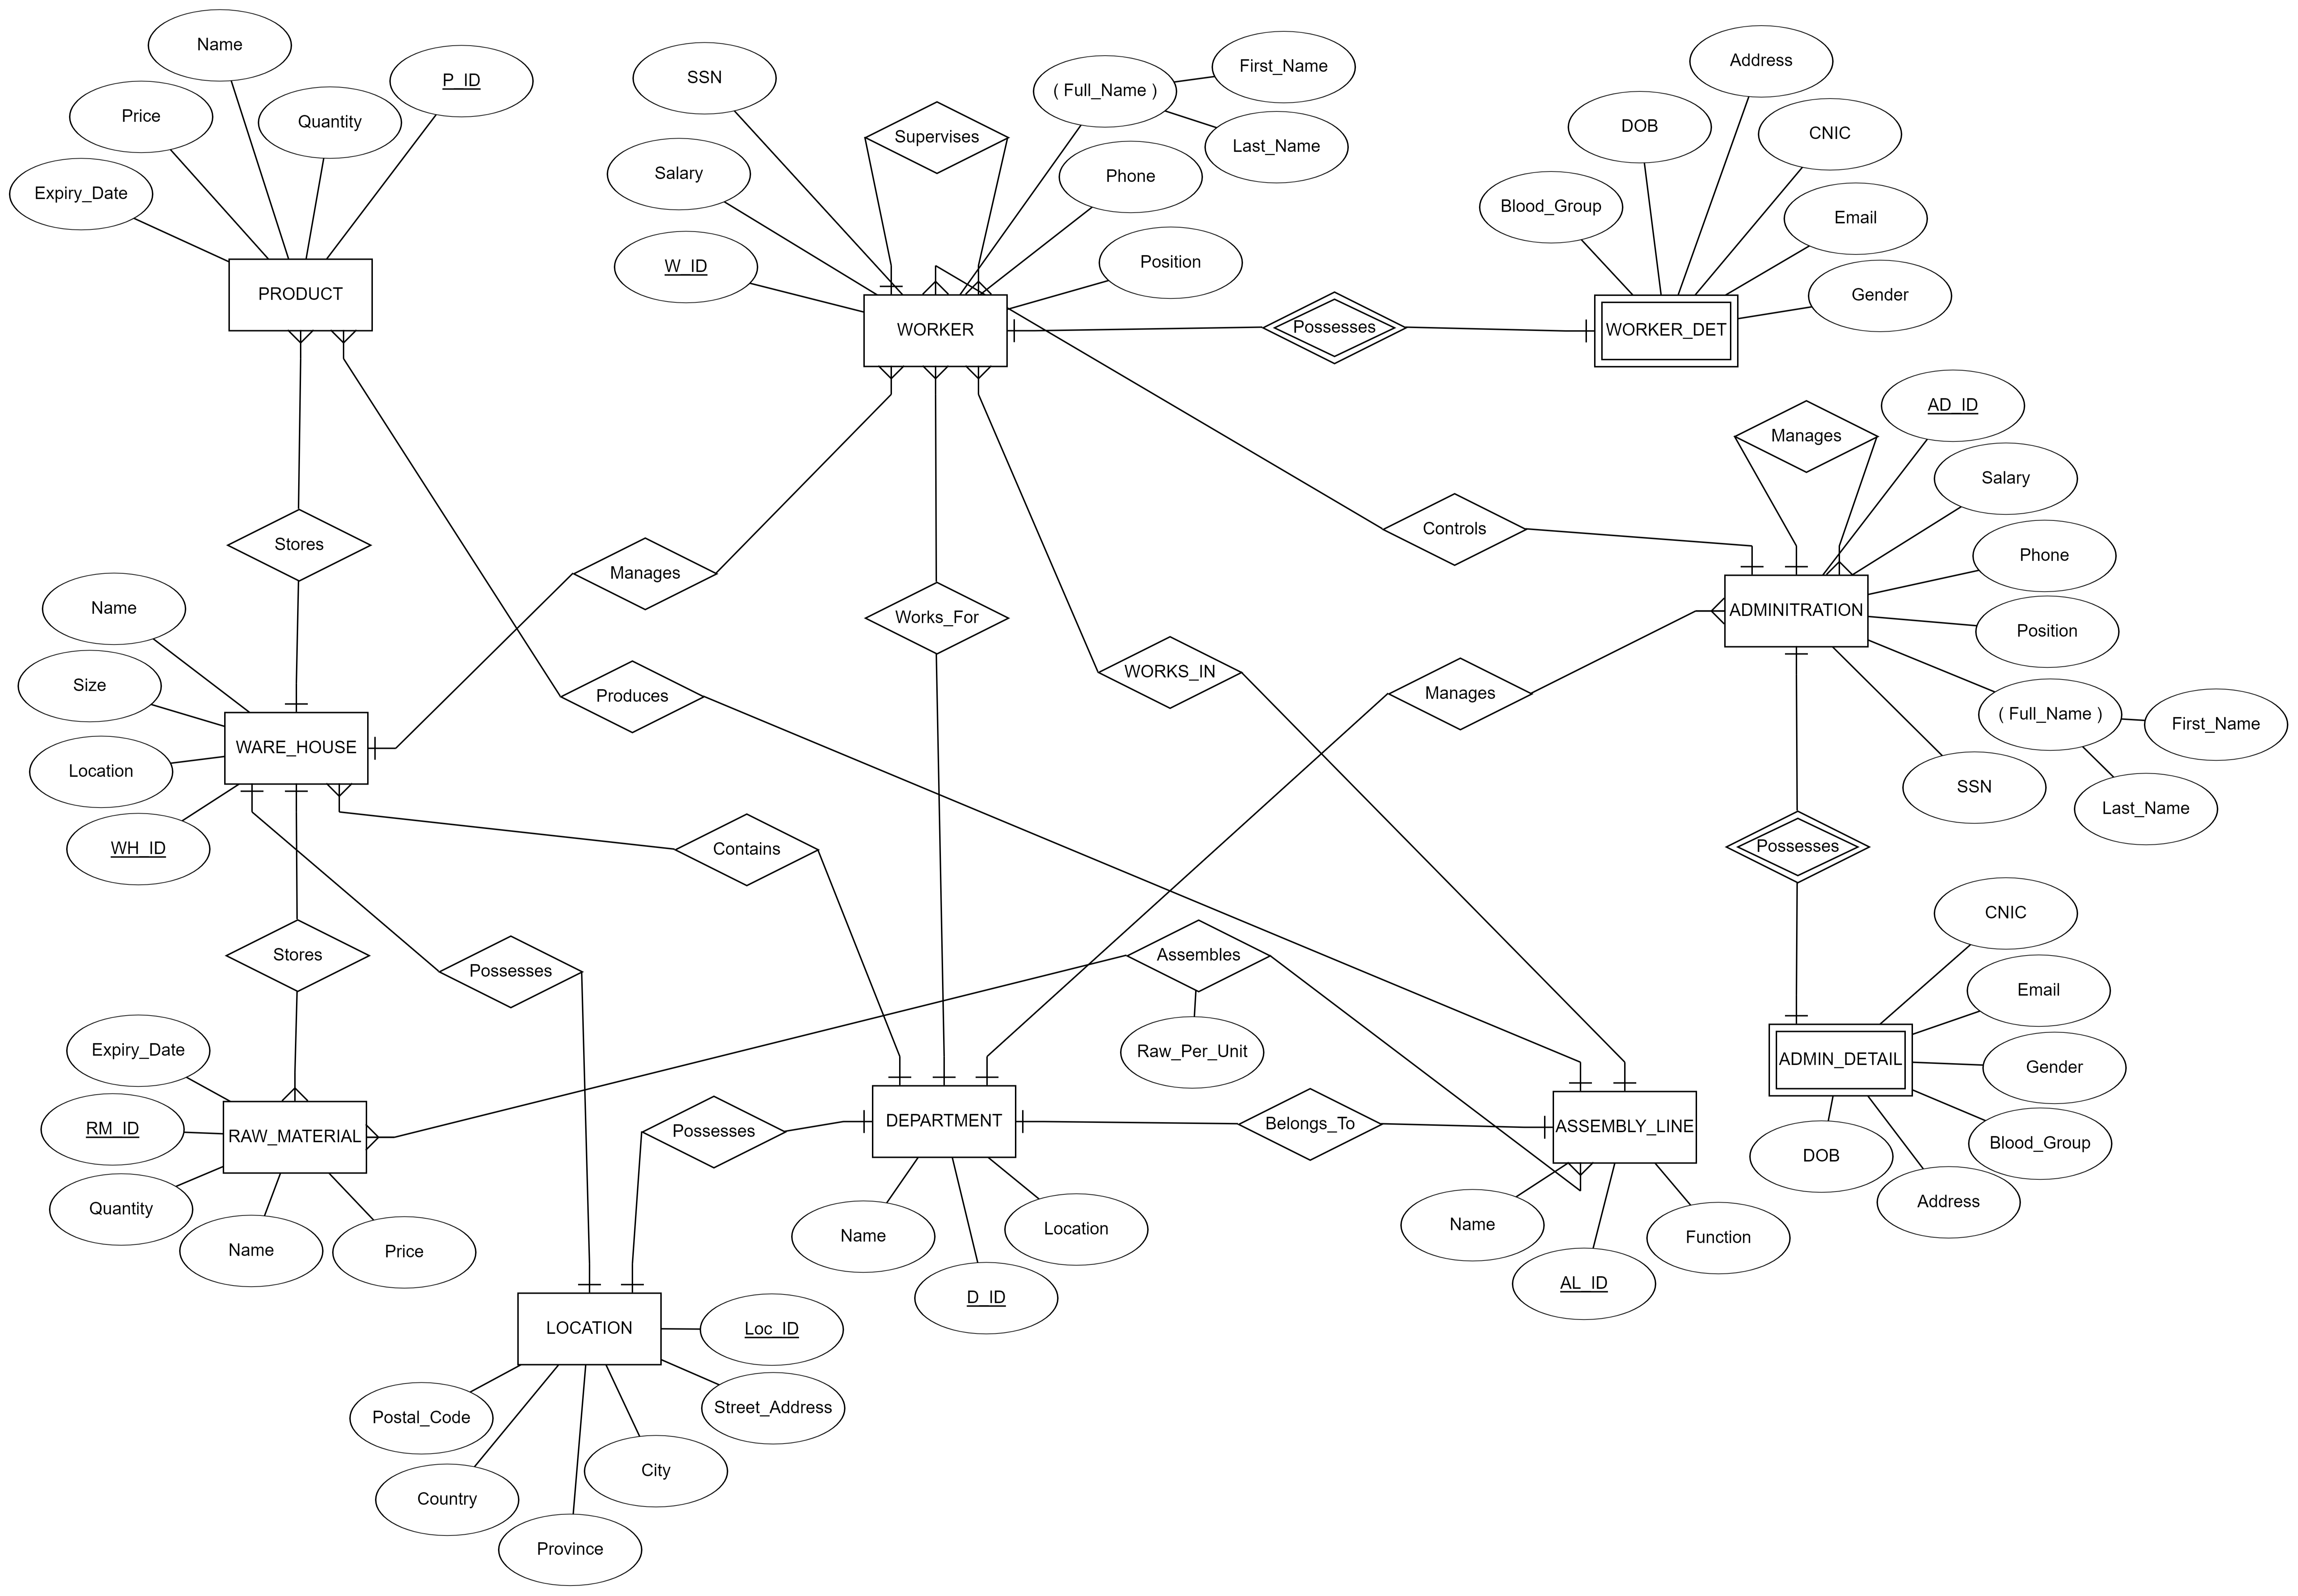 Name
P_ID
Price
Quantity
Expiry_Date
PRODUCT
SSN
( Full_Name )
First_Name
Last_Name
Supervises
Salary
Phone
W_ID
Position
WORKER
Possesses
Address
DOB
CNIC
Blood_Group
Email
Gender
WORKER_DET
AD_ID
Manages
Salary
Phone
Position
ADMINITRATION
( Full_Name )
First_Name
Last_Name
SSN
Controls
Stores
Manages
Works_For
WORKS_IN
Manages
Produces
Name
Size
WARE_HOUSE
Location
WH_ID
Contains
Possesses
Stores
Possesses
Assembles
Raw_Per_Unit
CNIC
Email
Gender
ADMIN_DETAIL
Blood_Group
DOB
Address
Expiry_Date
RM_ID
RAW_MATERIAL
Quantity
Name
Price
Possesses
DEPARTMENT
Belongs_To
ASSEMBLY_LINE
Name
Location
D_ID
Name
Function
AL_ID
LOCATION
Loc_ID
Street_Address
Postal_Code
City
Country
Province